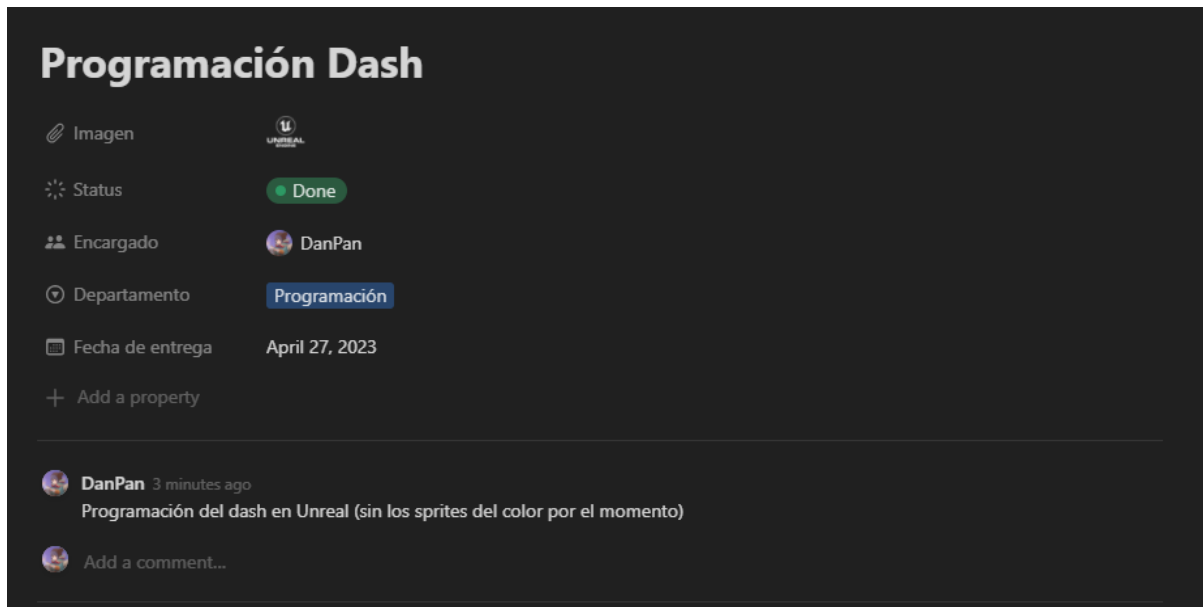 Programación Dash
Imagen
UNREAL
Status
Done
Encargado
DanPan
Departamento
Programación
Fecha de entrega
April 27, 2023
Add a property
DanPan 3 minutes ago
Programación del dash en Unreal (sin los sprites del color por el momento)
Add a comment...